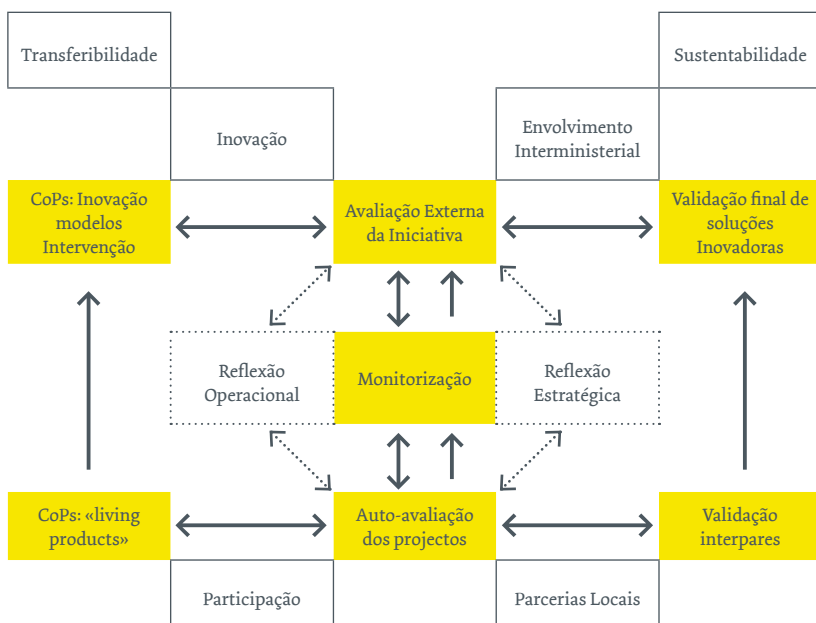 Transferibilidade
Sustentabilidade
Inovação
Envolvimento
Interministerial
CoPs: Inovação
modelos
Intervenção
Avaliação Externa
da Iniciativa
Validação final de
soluções
Inovadoras
Reflexão
Operacional
Monitorização
Reflexão
Estratégica
CoPs: «living
products»
Auto-avaliação
dos projectos
Validação
interpares
Participação
Parcerias Locais